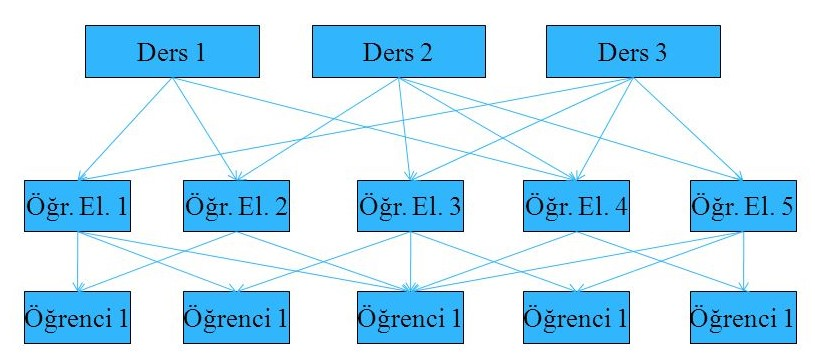 Ders 1
Ders 2
Ders 3
Öğr. El. 1
Öğr. El. 2
Öğr. El. 3
Öğr. El. 4
Öğr. El. 5
Öğrenci 1
Öğrenci 1
Öğrenci 1
Öğrenci 1
Öğrenci 1